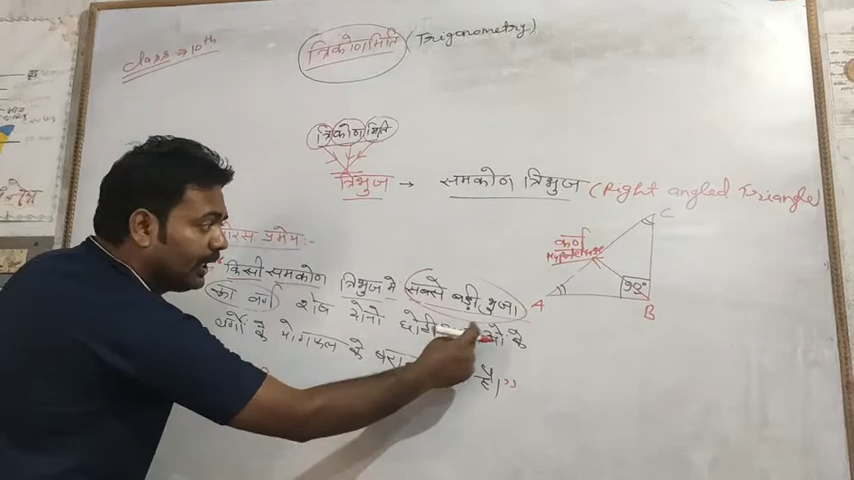 class → 10th
त्रिकोणमिति (Trigonometry)
त्रिकोणमिति
त्रिभुज → समकोण त्रिभुज (Right angled triangle)
प्रमेय:-
किसी समकोण त्रिभुज में सबसे बड़ी भुजा
का वर्ग शेष दोनो छोटी के
वर्गों के योगफल के है।"
कर्ण
Hypotenuse
C
90°
A
B